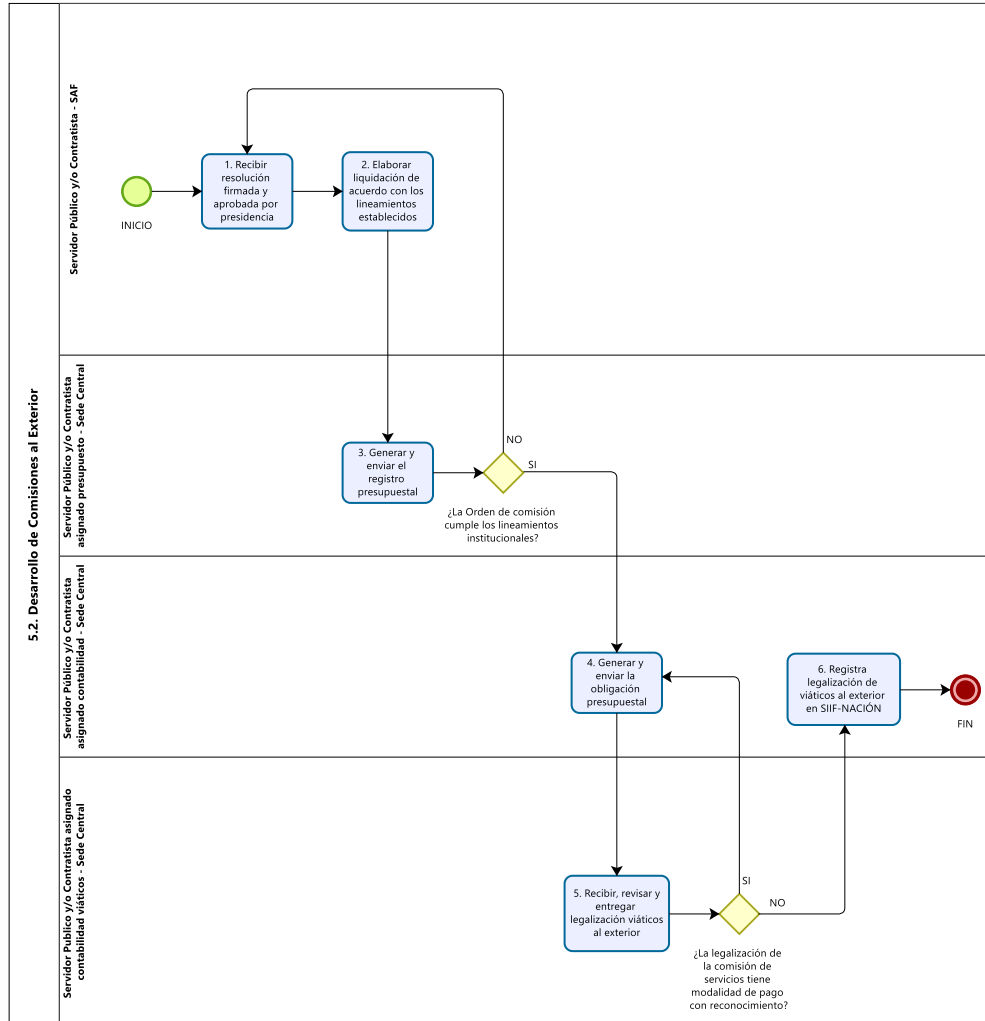 5.2. Desarrollo de Comisiones al Exterior
Servidor Público y/o Contratista - SAF
INICIO
1. Recibir
resolución
firmada y
aprobada por
presidencia
2. Elaborar
liquidación de
acuerdo con los
lineamientos
establecidos
Servidor Público y/o Contratista
asignado presupuesto - Sede Central
3. Generar y
enviar el
registro
presupuestal
NO
SI
¿La Orden de comisión
cumple los lineamientos
institucionales?
Servidor Público y/o Contratista
asignado contabilidad - Sede Central
4. Generar y
enviar la
obligación
presupuestal
6. Registra
legalización de
viáticos al exterior
en SIIF-NACIÓN
FIN
Servidor Publico y/o Contratista asignado
contabilidad viáticos - Sede Central
5. Recibir, revisar y
entregar
legalización viáticos
al exterior
SI
NO
¿La legalización de
la comisión de
servicios tiene
modalidad de pago
con reconocimiento?